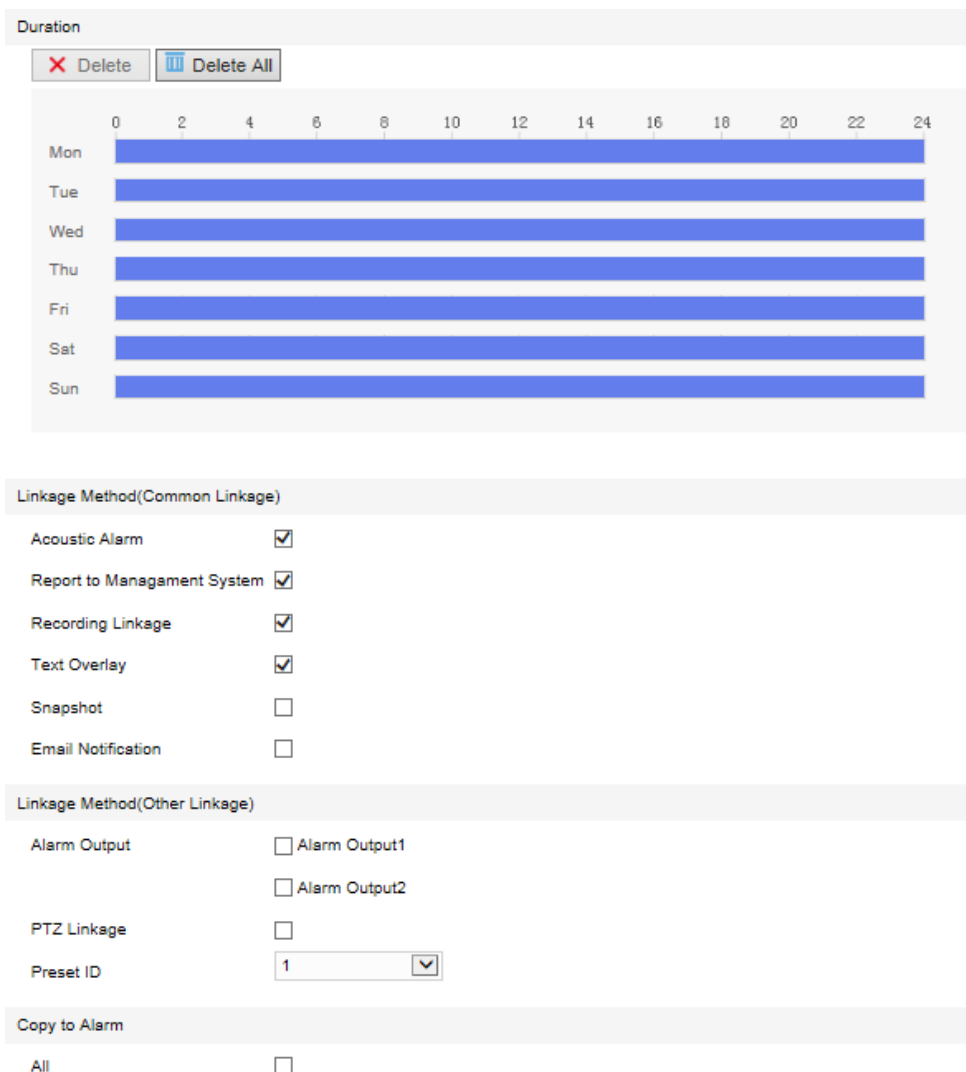 Duration
Delete Delete All
0 2 4 6 8 10 12 14 16 18 20 22 24
Mon
Tue
Wed
Thu
Fri
Sat
Sun
Linkage Method(Common Linkage)
Acoustic Alarm
Report to Managament System
Recording Linkage
Text Overlay
Snapshot
Email Notification
Linkage Method(Other Linkage)
Alarm Output Alarm Output1
Alarm Output2
PTZ Linkage
Preset ID 1
Copy to Alarm
All